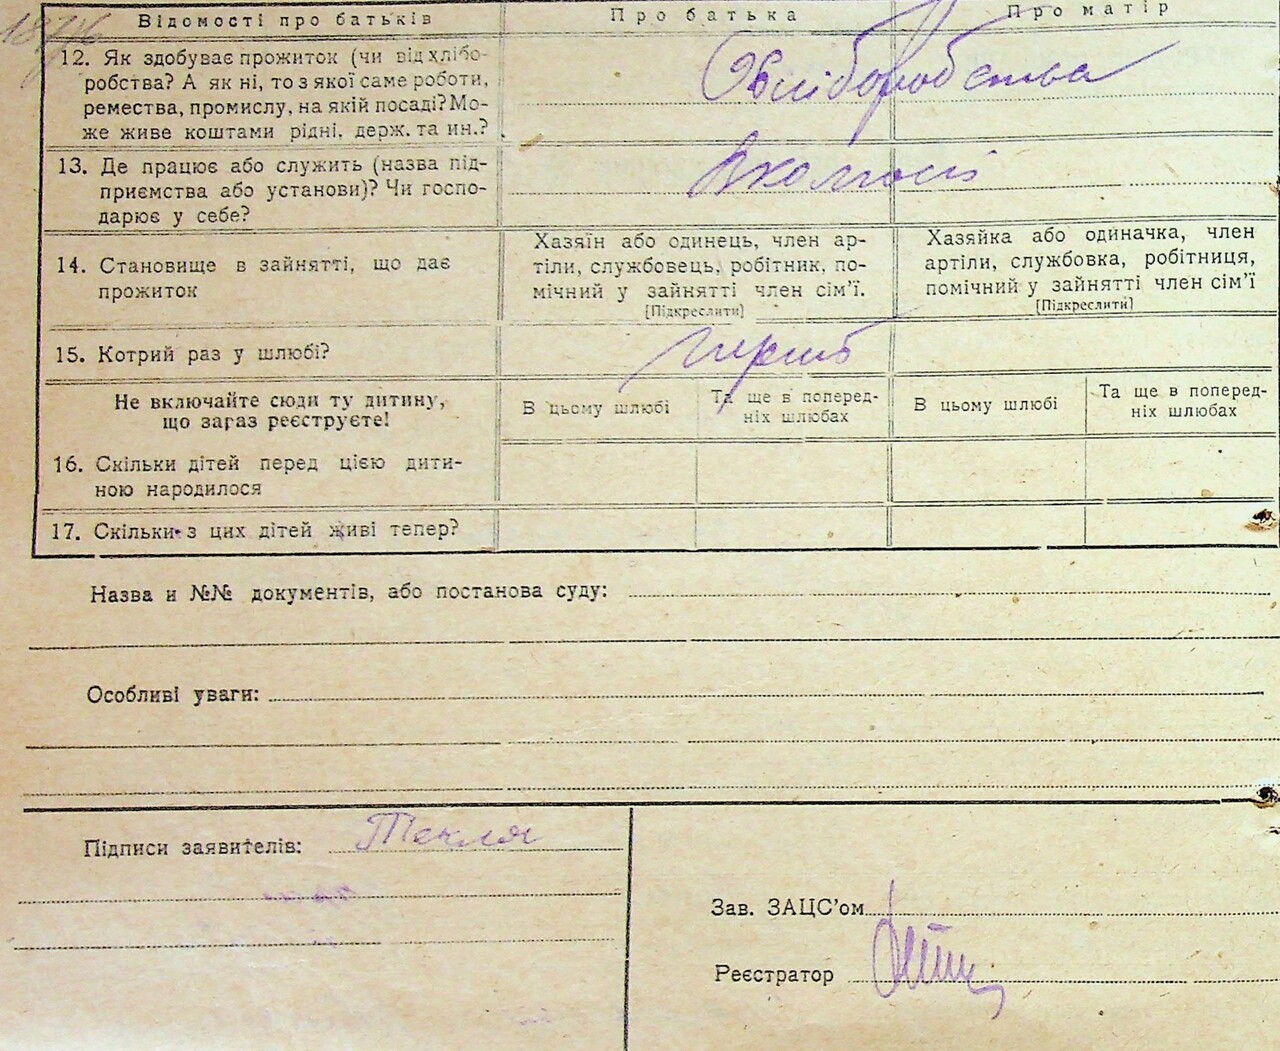 Відомості про батьків Про батька Про матір
12. Як здобуває прожиток (чи від хлібо-
робства? А як ні, то з якої саме роботи,
ремества, промислу, на якій посаді? Мо-
же живе коштами рідні, держ. та ин.?
13. Де працює або служить (назва під-
приємства або установи)? Чи госпо-
дарює у себе?
14. Становище в зайнятті, що дає
прожиток
Хазяїн або одинець, член ар-
тіли, службовець, робітник, по-
мічний у зайнятті член сім’ї.
[Підкреслити]
Хазяйка або одиначка, член
артіли, службовка, робітниця,
помічний у зайнятті член сім’ї
[Підкреслити]
15. Котрий раз у шлюбі?
Не включайте сюди ту дитину,
що зараз реєструєте!
В цьому шлюбі
Та ще в поперед-
ніх шлюбах
В цьому шлюбі
Та ще в поперед-
ніх шлюбах
16. Скільки дітей перед цією дити-
ною народилося
17. Скільки з цих дітей живі тепер?
Назва и №№ документів, або постанова суду:
Особливі уваги:
Підписи заявителів: Текля
Зав. ЗАЦС’ом
Реєстратор